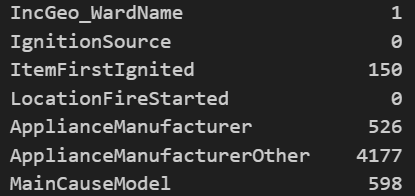 IncGeo_WardName 1
IgnitionSource 0
ItemFirstIgnited 150
LocationFireStarted 0
ApplianceManufacturer 526
ApplianceManufacturerOther 4177
MainCauseModel 598